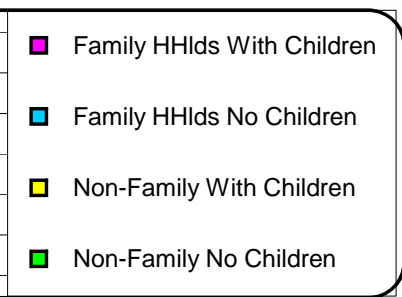 Family HHlds With Children
Family HHlds No Children
Non-Family With Children
Non-Family No Children